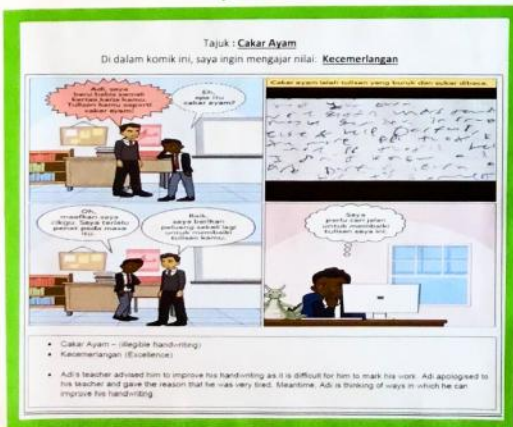 Tajuk : Cakar Ayam
Di dalam komik ini, saya ingin mengajar nilai: Kecemerlangan
Adi, saya
baru habis semak
kertas kerja kamu.
Tulisan kamu seperti
cakar ayam!
Eh,
apa itu
cakar ayam?
Cakar ayam ialah tulisan yang buruk dan sukar dibaca.
Oh,
maafkan saya
cikgu. Saya terlalu
penat pada masa
itu.
Baik,
saya berikan
peluang sekali lagi
untuk membaiki
tulisan kamu.
Saya
perlu cari jalan
untuk membaiki
tulisan saya ini.
• Cakar Ayam – (illegible handwriting)
• Kecemerlangan (Excellence)
• Adi's teacher advised him to improve his handwriting as it is difficult for him to mark his work. Adi apologised to
his teacher and gave the reason that he was very tired. Meantime, Adi is thinking of ways in which he can
improve his handwriting.